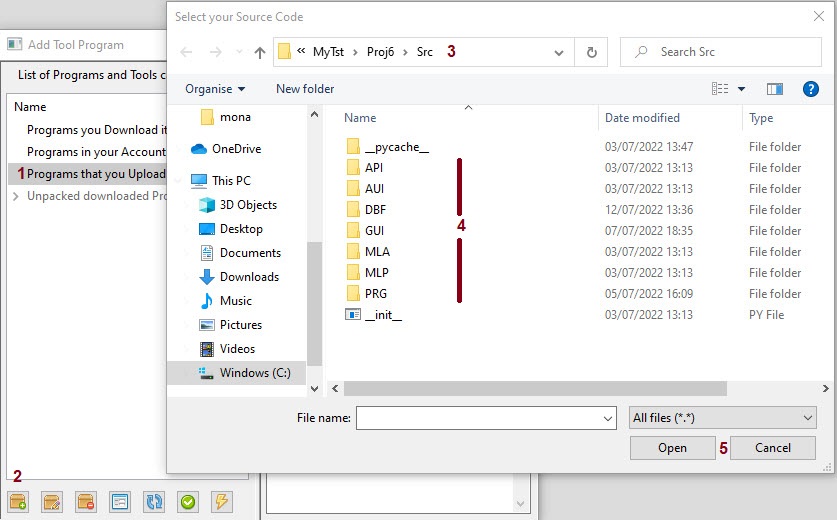 Select your Source Code
Add Tool Program
« MyTst > Proj6 > Src 3
Search Src
List of Programs and Tools c
Organise New folder
Name
mona
Name Date modified Type
Programs you Download it
OneDrive
__pycache__ 03/07/2022 13:47 File folder
Programs in your Account
API 03/07/2022 13:13 File folder
1 Programs that you Upload
This PC
AUI 03/07/2022 13:13 File folder
Unpacked downloaded Pro
3D Objects
DBF 12/07/2022 13:36 File folder
4
Desktop
GUI 07/07/2022 18:35 File folder
Documents
MLA 03/07/2022 13:13 File folder
Downloads
MLP 03/07/2022 13:13 File folder
Music
PRG 05/07/2022 16:09 File folder
Pictures
__init__ 03/07/2022 13:13 PY File
Videos
Windows (C:)
File name:
All files (*.*)
Open 5 Cancel
2